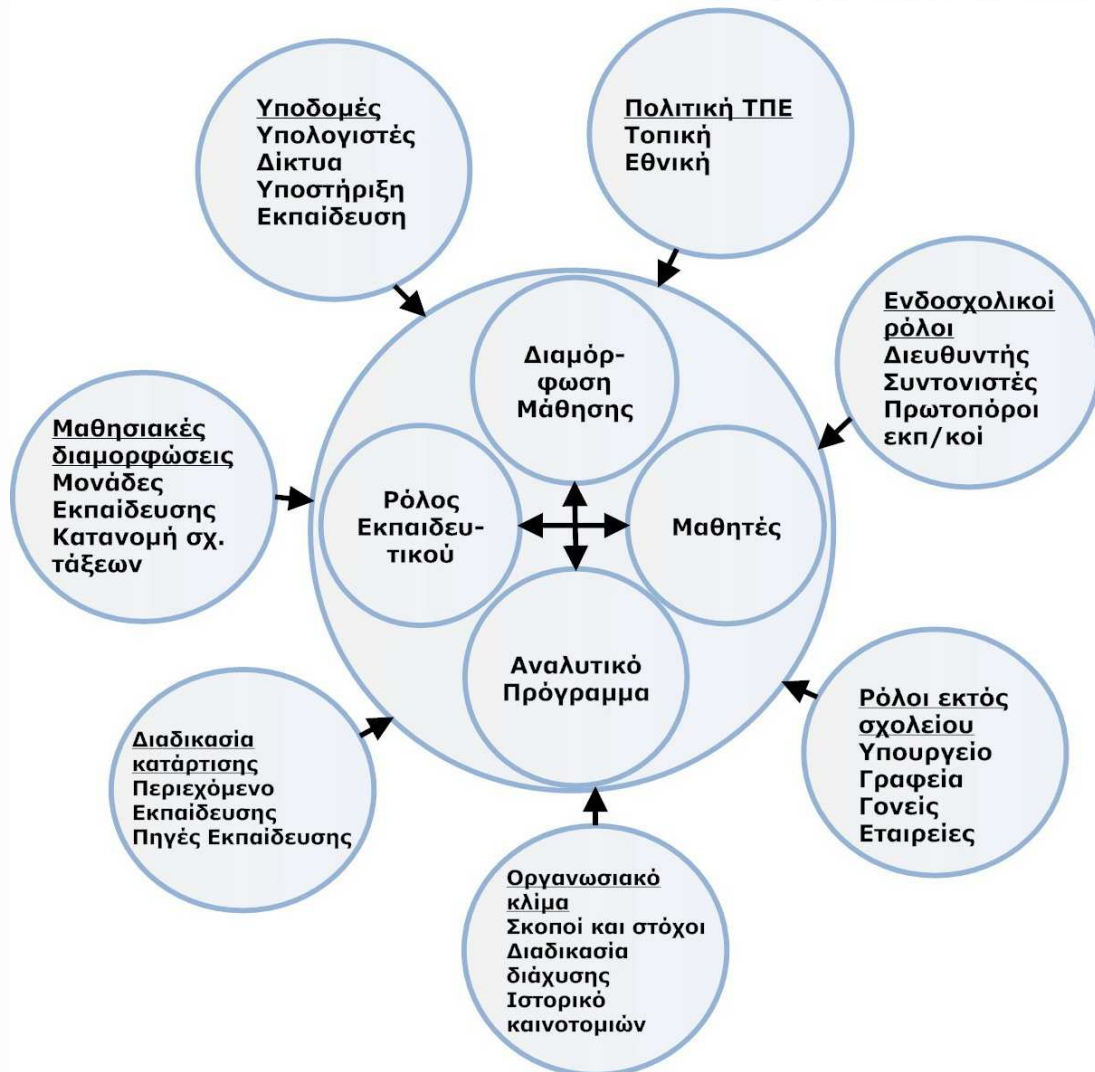 Υποδομές
Υπολογιστές
Δίκτυα
Υποστήριξη
Εκπαίδευση
Πολιτική ΤΠΕ
Τοπική
Εθνική
Ενδοσχολικοί
ρόλοι
Διευθυντής
Συντονιστές
Πρωτοπόροι
εκπ/κοί
Διαμόρ-
φωση
Μάθησης
Μαθησιακές
διαμορφώσεις
Μονάδες
Εκπαίδευσης
Κατανομή σχ.
τάξεων
Ρόλος
Εκπαιδευ-
τικού
Μαθητές
Αναλυτικό
Πρόγραμμα
Ρόλοι εκτός
σχολείου
Υπουργείο
Γραφεία
Γονείς
Εταιρείες
Διαδικασία
κατάρτισης
Περιεχόμενο
Εκπαίδευσης
Πηγές Εκπαίδευσης
Οργανωσιακό
κλίμα
Σκοποί και στόχοι
Διαδικασία
διάχυσης
Ιστορικό
καινοτομιών